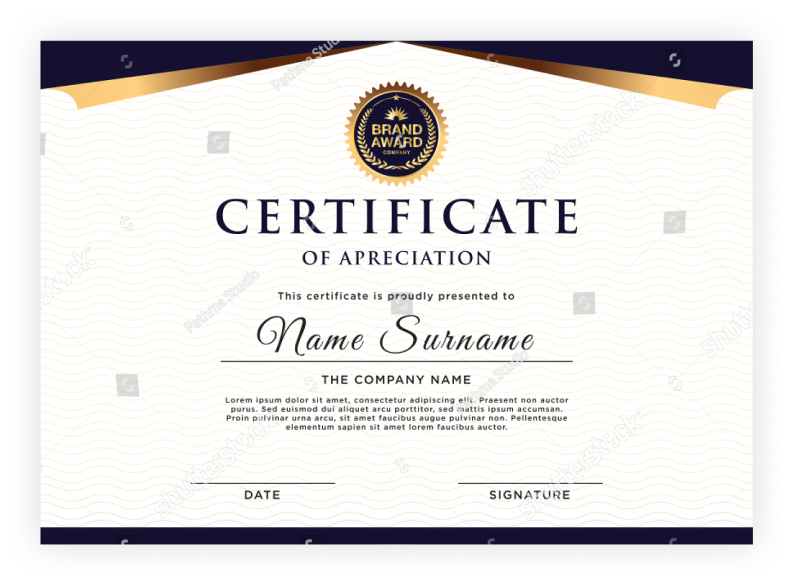 BRAND
AWARD
COMPANY
CERTIFICATE
OF APRECIATION
This certificate is proudly presented to
Name Surname
THE COMPANY NAME
Lorem ipsum dolor sit amet, consectetur adipiscing elit. Praesent non auctor
purus. Sed euismod dui aliquet arcu porttitor, sed mattis ipsum accumsan.
Proin pulvinar urna arcu, sit amet faucibus augue pulvinar non. Pellentesque
elementum sapien sit amet lorem faucibus auctor.
DATE
SIGNATURE
shutterstock
Pathma Studio